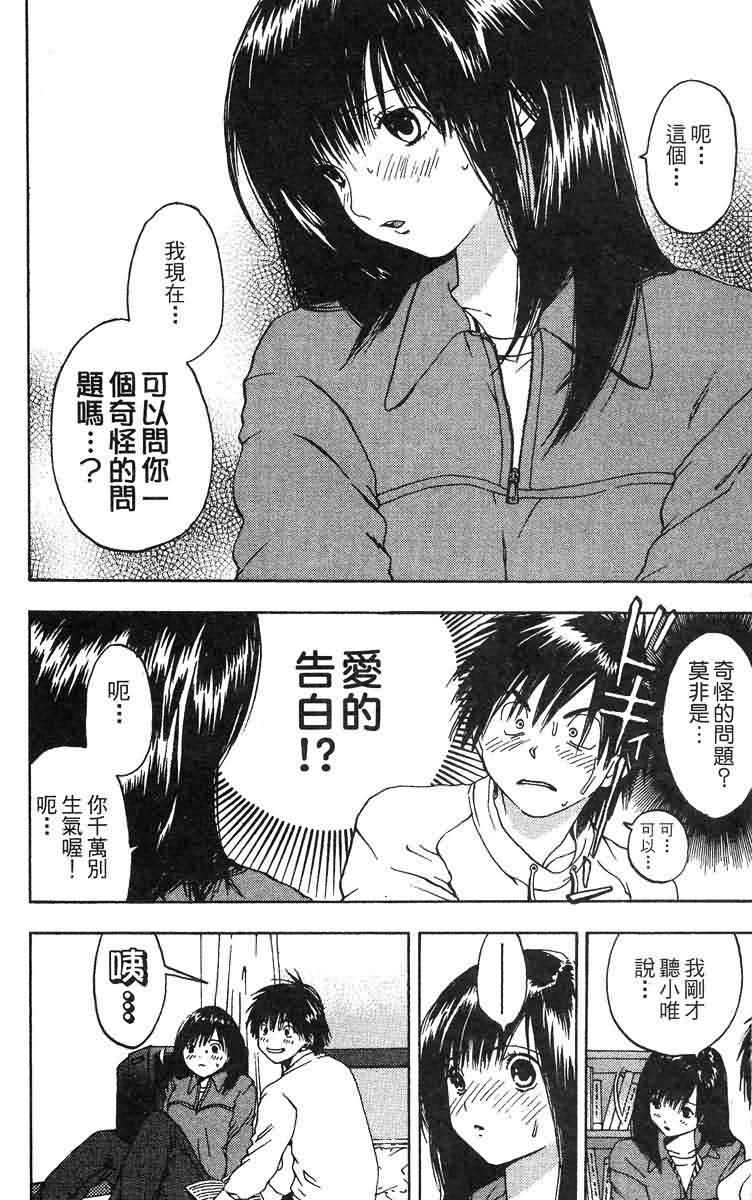 呃…
這個…
我現在…
可以問你一
個奇怪的問
題嗎…？
奇怪的問題？
莫非是…
ドキィ
可…
可以…
愛的
告白!?
呃…
你千萬別
生氣喔！
呃…
我剛才
聽小唯
說…
咦…